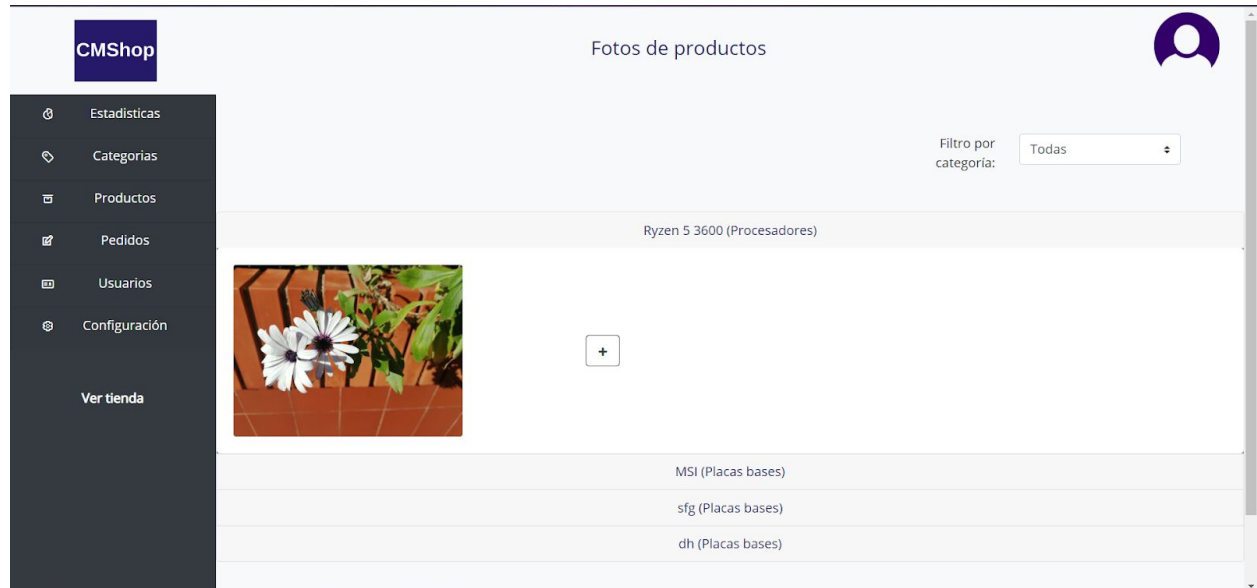 CMShop
Fotos de productos
Estadisticas
Categorias
Productos
Pedidos
Usuarios
Configuración
Ver tienda
Filtro por
categoría:
Todas
Ryzen 5 3600 (Procesadores)
+
MSI (Placas bases)
sfg (Placas bases)
dh (Placas bases)